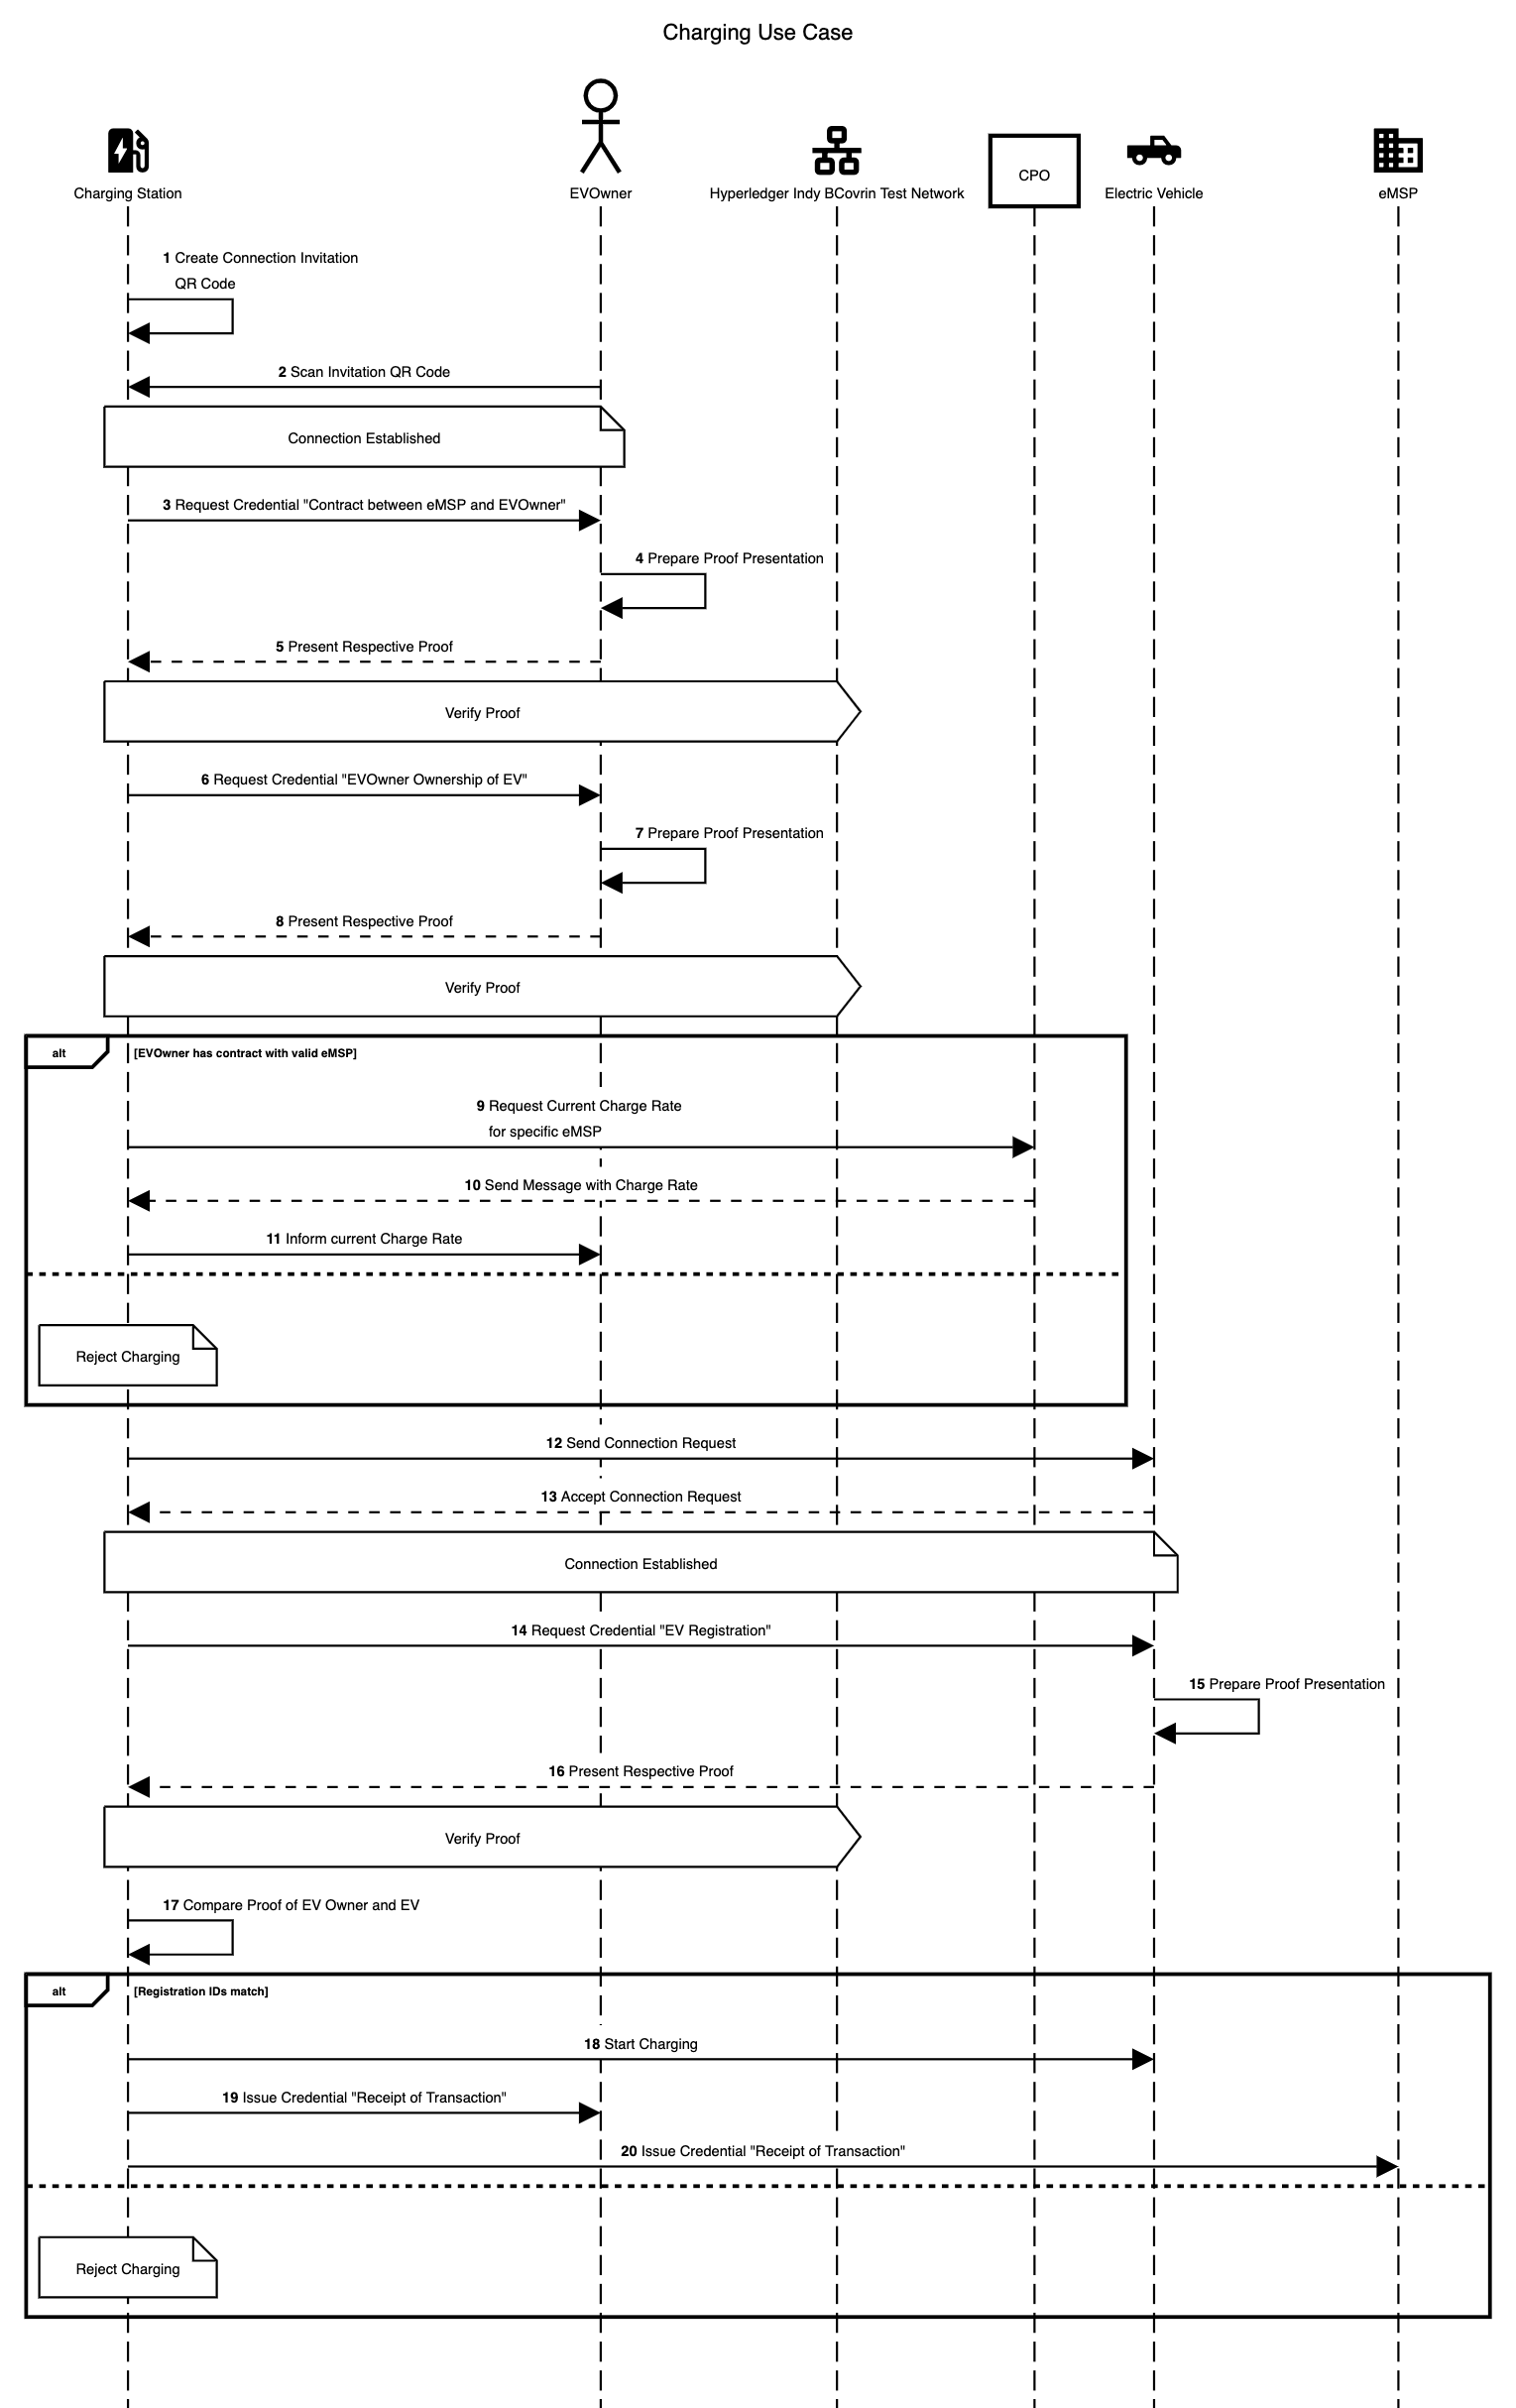 Charging Use Case
Charging Station
EVOwner
Hyperledger Indy BCovrin Test Network
CPO
Electric Vehicle
eMSP
1 Create Connection Invitation
QR Code
2 Scan Invitation QR Code
Connection Established
3 Request Credential "Contract between eMSP and EVOwner"
4 Prepare Proof Presentation
5 Present Respective Proof
Verify Proof
6 Request Credential "EVOwner Ownership of EV"
7 Prepare Proof Presentation
8 Present Respective Proof
Verify Proof
alt
[EVOwner has contract with valid eMSP]
9 Request Current Charge Rate
for specific eMSP
10 Send Message with Charge Rate
11 Inform current Charge Rate
Reject Charging
12 Send Connection Request
13 Accept Connection Request
Connection Established
14 Request Credential "EV Registration"
15 Prepare Proof Presentation
16 Present Respective Proof
Verify Proof
17 Compare Proof of EV Owner and EV
alt
[Registration IDs match]
18 Start Charging
19 Issue Credential "Receipt of Transaction"
20 Issue Credential "Receipt of Transaction"
Reject Charging